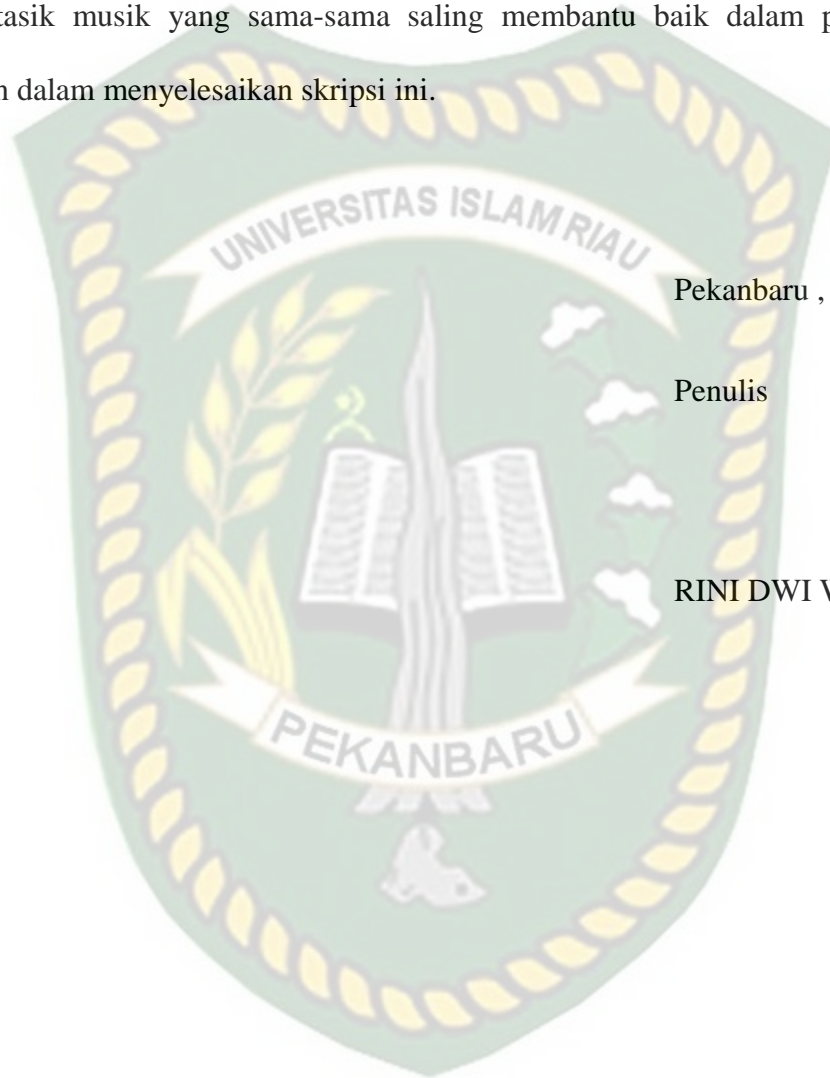 tasik musik yang sama-sama saling membantu baik dalam
dalam menyelesaikan skripsi ini.
UNIVERSITAS ISLAM RIAU
Pekanbaru ,
Penulis
RINI DWI
PEKANBARU